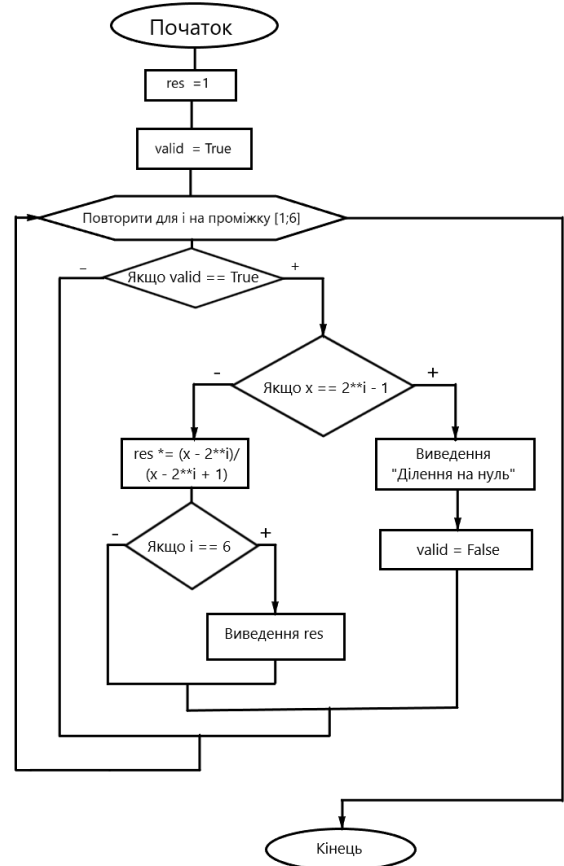 Початок
res =1
valid = True
Повторити для i на проміжку [1;6]
–
Якщо valid == True
+
-
Якщо x == 2**i - 1
+
res *= (x - 2**i)/
(x - 2**i + 1)
Виведення
"Ділення на нуль"
-
Якщо i == 6
+
valid = False
Виведення res
Кінець